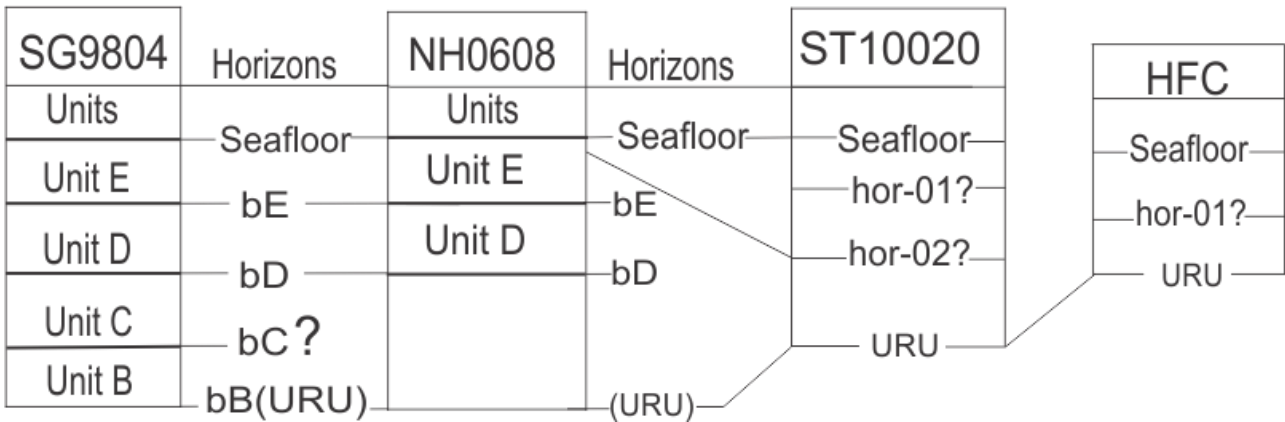 SG9804 Horizons NH0608 Horizons ST10020 HFC
Units Units
Seafloor Seafloor Seafloor Seafloor
Unit E Unit E hor-01? hor-01?
bE bE
Unit D Unit D hor-02?
bD bD URU
Unit C
bC? URU
Unit B
bB(URU) (URU)